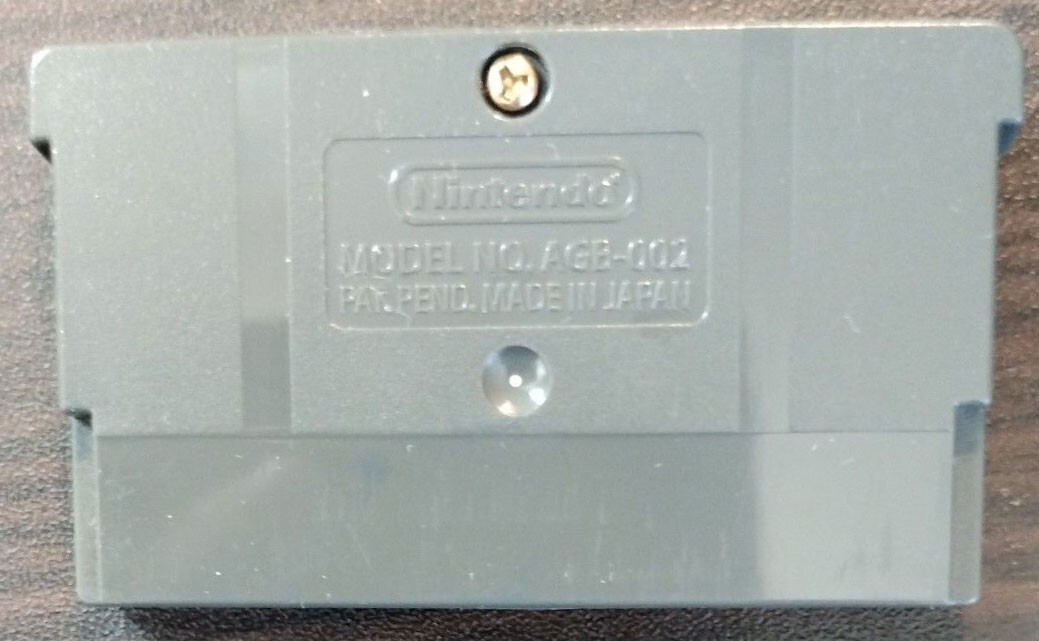 Nintendo
MODEL NO. AGB-002
PAT. PEND. MADE IN JAPAN